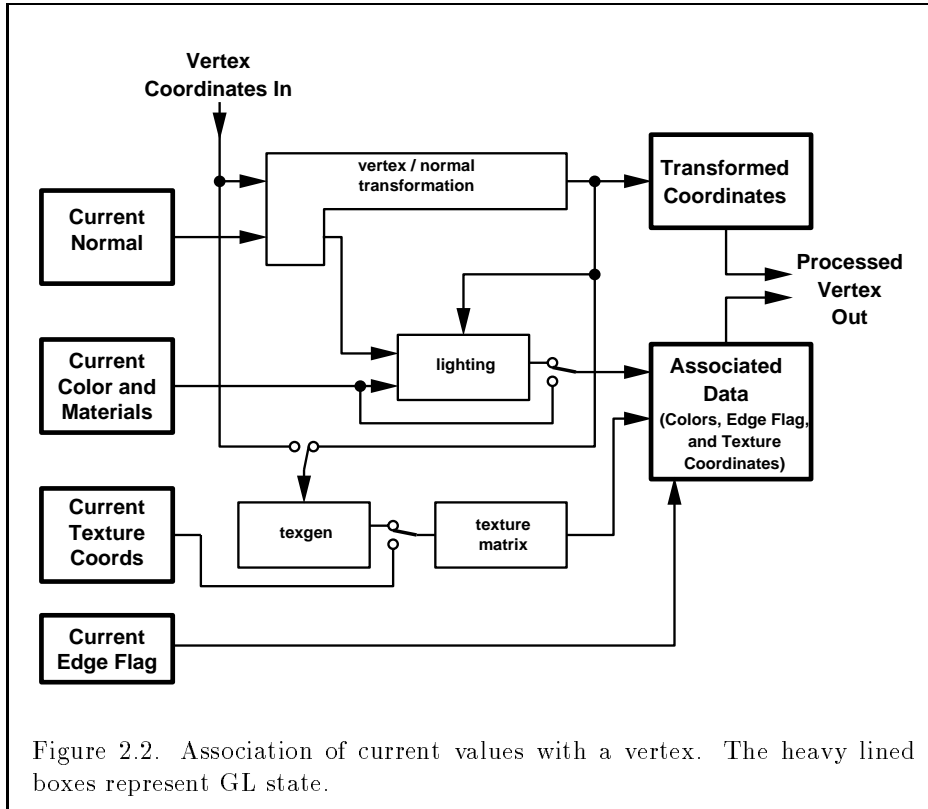 Vertex
Coordinates In
vertex / normal
transformation
Transformed
Coordinates
Current
Normal
Processed
Vertex
Out
Current
Color and
Materials
lighting
Associated
Data
(Colors, Edge Flag,
and Texture
Coordinates)
Current
Texture
Coords
texgen
texture
matrix
Current
Edge Flag
Figure 2.2. Association of current values with a vertex. The heavy lined
boxes represent GL state.